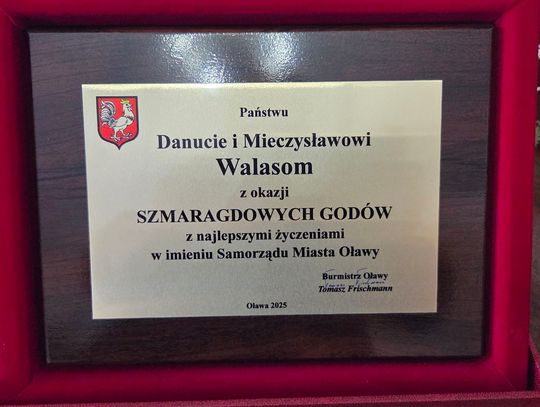 Państwu
Danucie i Mieczysławowi
Walasom
z okazji
SZMARAGDOWYCH GODÓW
z najlepszymi życzeniami
w imieniu Samorządu Miasta Oławy
Burmistrz Oławy
Tomasz Frischmann
Oława 2025